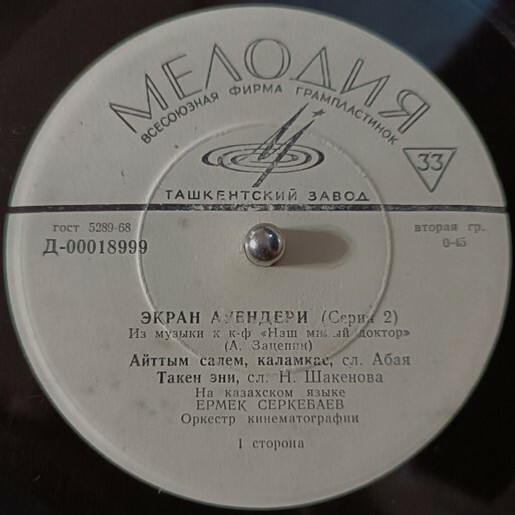 МЕЛОДИЯ
ВСЕСОЮЗНАЯ ФИРМА ГРАМПЛАСТИНОК
33
ТАШКЕНТСКИЙ ЗАВОД
гост 5289-68
Д-00018999
вторая гр.
0-45
ЭКРАН АУЕНДЕРИ (Серия 2)
Из музыки к к-ф «Наш милый доктор»
(А. Зацепин)
Айттым салем, каламкас, сл. Абая
Такен эни, сл. Н. Шакенова
На казахском языке
ЕРМЕК СЕРКЕБАЕВ
Оркестр кинематографии
1 сторона